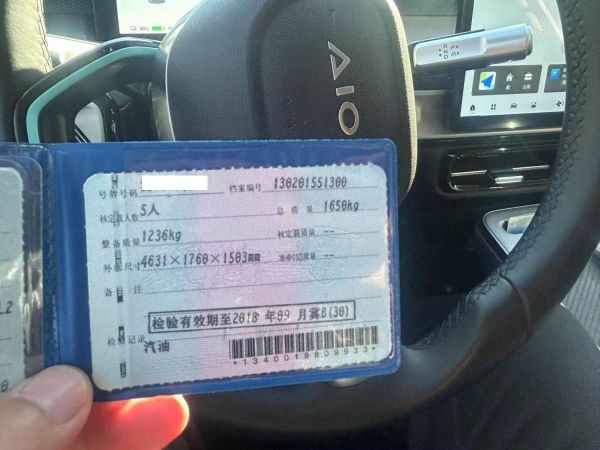 AIO
号牌号码 档案编号 130201551300
核定载人数 5人 总质量 1650kg
整备质量 1236kg 核定载质量 --
外廓尺寸 4631×1760×1503mm 准牵引总质量 --
备注
检验有效期至2018年09月冀B(30)
检验记录
汽油
*1340019809933*